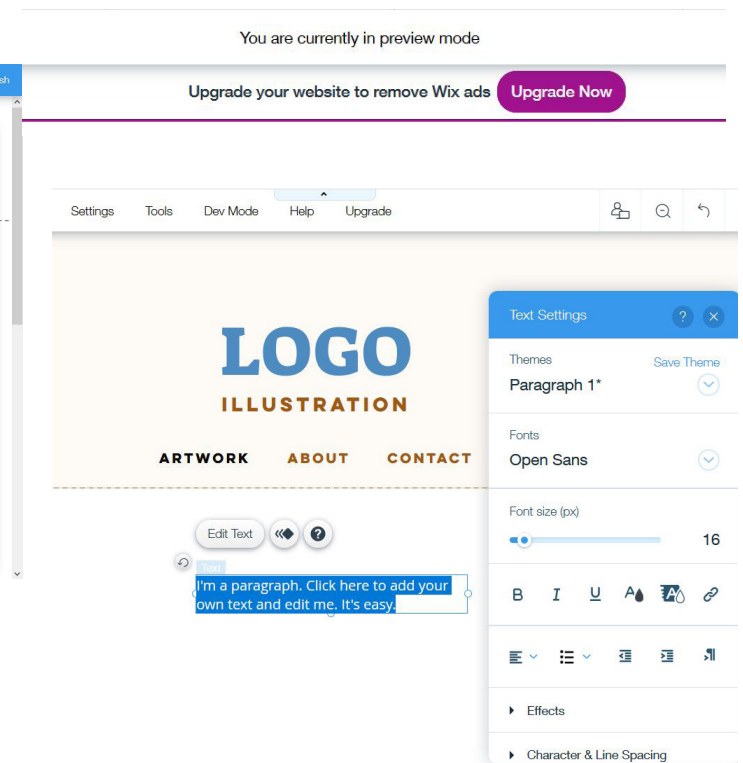 You are currently in preview mode
sh
Upgrade your website to remove Wix ads Upgrade Now
Settings Tools Dev Mode Help Upgrade
LOGO
ILLUSTRATION
ARTWORK ABOUT CONTACT
Edit Text
Text
I'm a paragraph. Click here to add your
own text and edit me. It's easy.
Text Settings
Themes Save Theme
Paragraph 1*
Fonts
Open Sans
Font size (px)
16
B I U A A
Effects
Character & Line Spacing